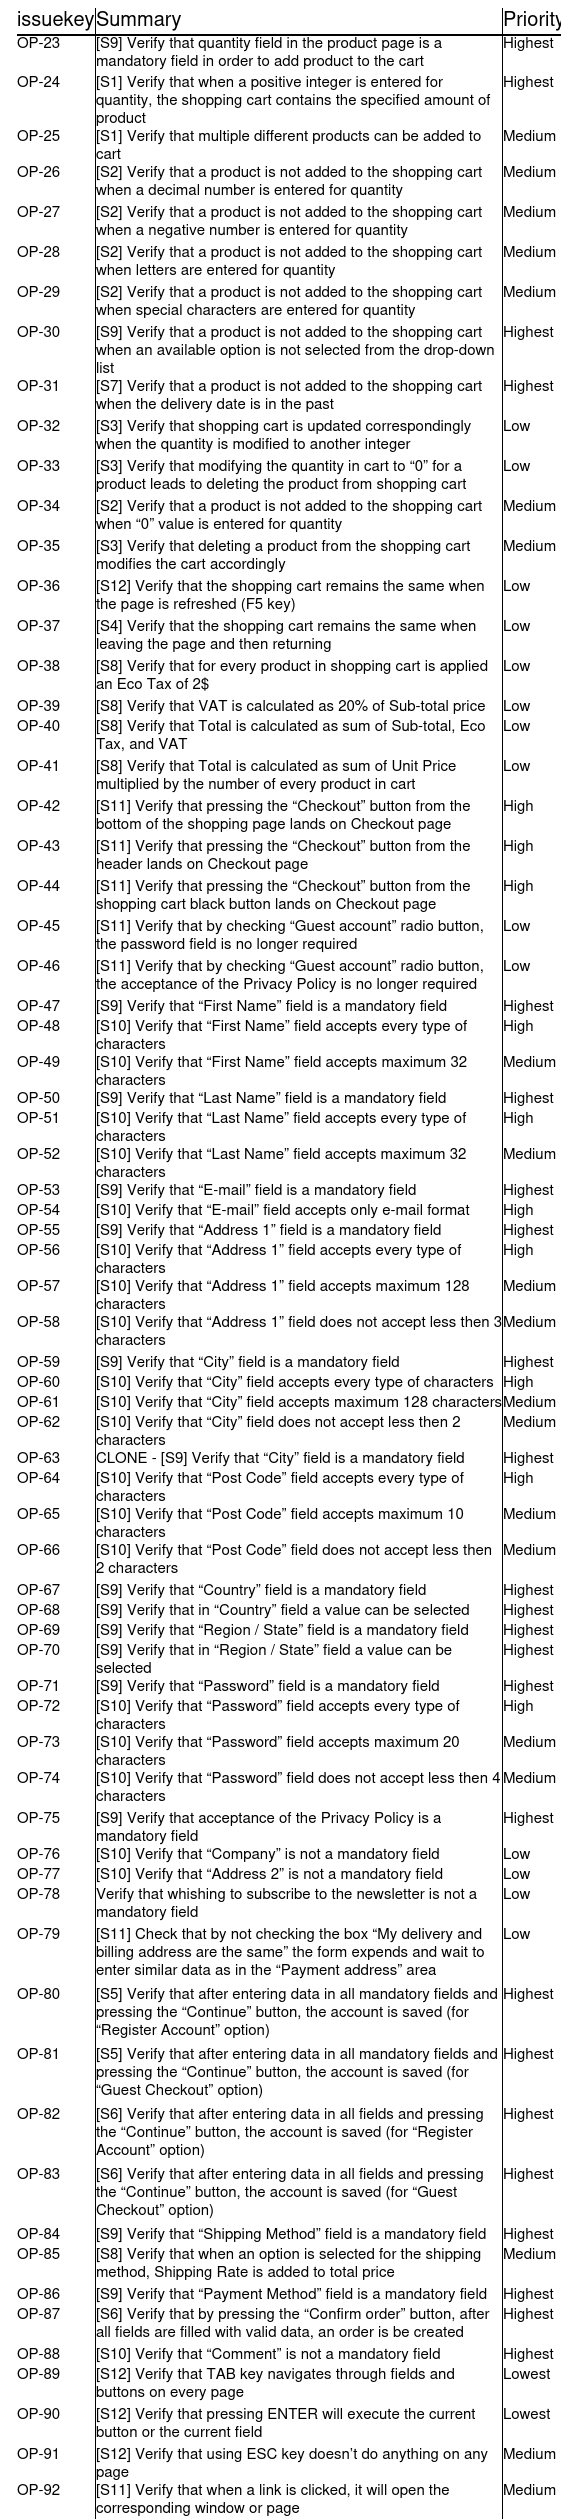 issuekey Summary Priority
OP-23 [S9] Verify that quantity field in the product page is a Highest
mandatory field in order to add product to the cart
OP-24 [S1] Verify that when a positive integer is entered for Highest
quantity, the shopping cart contains the specified amount of
product
OP-25 [S1] Verify that multiple different products can be added to Medium
cart
OP-26 [S2] Verify that a product is not added to the shopping cart Medium
when a decimal number is entered for quantity
OP-27 [S2] Verify that a product is not added to the shopping cart Medium
when a negative number is entered for quantity
OP-28 [S2] Verify that a product is not added to the shopping cart Medium
when letters are entered for quantity
OP-29 [S2] Verify that a product is not added to the shopping cart Medium
when special characters are entered for quantity
OP-30 [S9] Verify that a product is not added to the shopping cart Highest
when an available option is not selected from the drop-down
list
OP-31 [S7] Verify that a product is not added to the shopping cart Highest
when the delivery date is in the past
OP-32 [S3] Verify that shopping cart is updated correspondingly Low
when the quantity is modified to another integer
OP-33 [S3] Verify that modifying the quantity in cart to “0” for a Low
product leads to deleting the product from shopping cart
OP-34 [S2] Verify that a product is not added to the shopping cart Medium
when “0” value is entered for quantity
OP-35 [S3] Verify that deleting a product from the shopping cart Medium
modifies the cart accordingly
OP-36 [S12] Verify that the shopping cart remains the same when Low
the page is refreshed (F5 key)
OP-37 [S4] Verify that the shopping cart remains the same when Low
leaving the page and then returning
OP-38 [S8] Verify that for every product in shopping cart is applied Low
an Eco Tax of 2$
OP-39 [S8] Verify that VAT is calculated as 20% of Sub-total price Low
OP-40 [S8] Verify that Total is calculated as sum of Sub-total, Eco Low
Tax, and VAT
OP-41 [S8] Verify that Total is calculated as sum of Unit Price Low
multiplied by the number of every product in cart
OP-42 [S11] Verify that pressing the “Checkout” button from the High
bottom of the shopping page lands on Checkout page
OP-43 [S11] Verify that pressing the “Checkout” button from the High
header lands on Checkout page
OP-44 [S11] Verify that pressing the “Checkout” button from the High
shopping cart black button lands on Checkout page
OP-45 [S11] Verify that by checking “Guest account” radio button, Low
the password field is no longer required
OP-46 [S11] Verify that by checking “Guest account” radio button, Low
the acceptance of the Privacy Policy is no longer required
OP-47 [S9] Verify that “First Name” field is a mandatory field Highest
OP-48 [S10] Verify that “First Name” field accepts every type of High
characters
OP-49 [S10] Verify that “First Name” field accepts maximum 32 Medium
characters
OP-50 [S9] Verify that “Last Name” field is a mandatory field Highest
OP-51 [S10] Verify that “Last Name” field accepts every type of High
characters
OP-52 [S10] Verify that “Last Name” field accepts maximum 32 Medium
characters
OP-53 [S9] Verify that “E-mail” field is a mandatory field Highest
OP-54 [S10] Verify that “E-mail” field accepts only e-mail format High
OP-55 [S9] Verify that “Address 1” field is a mandatory field Highest
OP-56 [S10] Verify that “Address 1” field accepts every type of High
characters
OP-57 [S10] Verify that “Address 1” field accepts maximum 128 Medium
characters
OP-58 [S10] Verify that “Address 1” field does not accept less then 3 Medium
characters
OP-59 [S9] Verify that “City” field is a mandatory field Highest
OP-60 [S10] Verify that “City” field accepts every type of characters High
OP-61 [S10] Verify that “City” field accepts maximum 128 characters Medium
OP-62 [S10] Verify that “City” field does not accept less then 2 Medium
characters
OP-63 CLONE - [S9] Verify that “City” field is a mandatory field Highest
OP-64 [S10] Verify that “Post Code” field accepts every type of High
characters
OP-65 [S10] Verify that “Post Code” field accepts maximum 10 Medium
characters
OP-66 [S10] Verify that “Post Code” field does not accept less then Medium
2 characters
OP-67 [S9] Verify that “Country” field is a mandatory field Highest
OP-68 [S9] Verify that in “Country” field a value can be selected Highest
OP-69 [S9] Verify that “Region / State” field is a mandatory field Highest
OP-70 [S9] Verify that in “Region / State” field a value can be Highest
selected
OP-71 [S9] Verify that “Password” field is a mandatory field Highest
OP-72 [S10] Verify that “Password” field accepts every type of High
characters
OP-73 [S10] Verify that “Password” field accepts maximum 20 Medium
characters
OP-74 [S10] Verify that “Password” field does not accept less then 4 Medium
characters
OP-75 [S9] Verify that acceptance of the Privacy Policy is a Highest
mandatory field
OP-76 [S10] Verify that “Company” is not a mandatory field Low
OP-77 [S10] Verify that “Address 2” is not a mandatory field Low
OP-78 Verify that whishing to subscribe to the newsletter is not a Low
mandatory field
OP-79 [S11] Check that by not checking the box “My delivery and Low
billing address are the same” the form expends and wait to
enter similar data as in the “Payment address” area
OP-80 [S5] Verify that after entering data in all mandatory fields and Highest
pressing the “Continue” button, the account is saved (for
“Register Account” option)
OP-81 [S5] Verify that after entering data in all mandatory fields and Highest
pressing the “Continue” button, the account is saved (for
“Guest Checkout” option)
OP-82 [S6] Verify that after entering data in all fields and pressing Highest
the “Continue” button, the account is saved (for “Register
Account” option)
OP-83 [S6] Verify that after entering data in all fields and pressing Highest
the “Continue” button, the account is saved (for “Guest
Checkout” option)
OP-84 [S9] Verify that “Shipping Method” field is a mandatory field Highest
OP-85 [S8] Verify that when an option is selected for the shipping Medium
method, Shipping Rate is added to total price
OP-86 [S9] Verify that “Payment Method” field is a mandatory field Highest
OP-87 [S6] Verify that by pressing the “Confirm order” button, after Highest
all fields are filled with valid data, an order is be created
OP-88 [S10] Verify that “Comment” is not a mandatory field Highest
OP-89 [S12] Verify that TAB key navigates through fields and Lowest
buttons on every page
OP-90 [S12] Verify that pressing ENTER will execute the current Lowest
button or the current field
OP-91 [S12] Verify that using ESC key doesn’t do anything on any Medium
page
OP-92 [S11] Verify that when a link is clicked, it will open the Medium
corresponding window or page